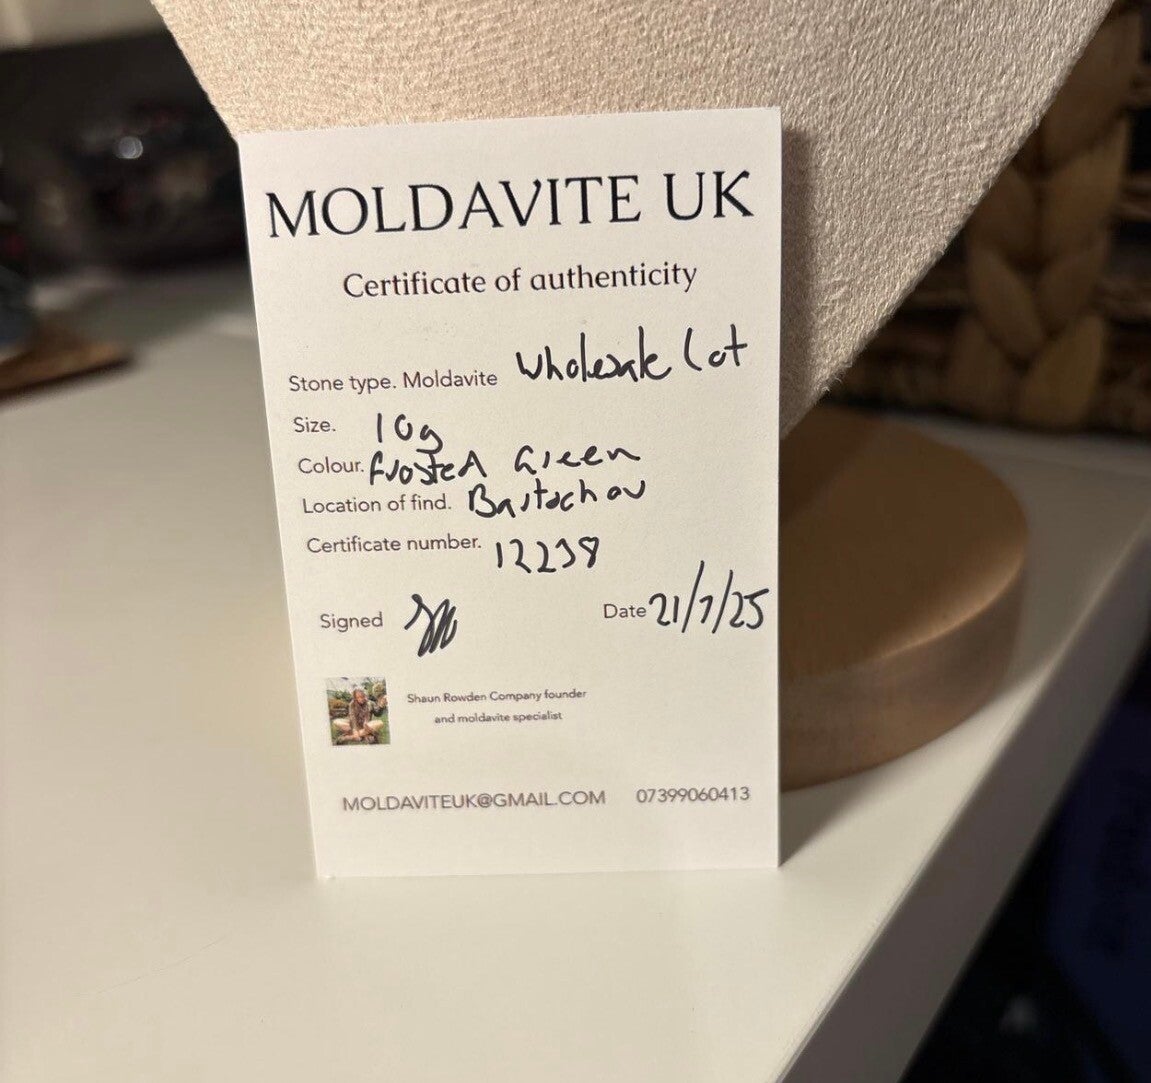 MOLDAVITE UK
Certificate of authenticity
Stone type. Moldavite Wholesale Lot
Size. 10g
Colour. frosted Green
Location of find.
Certificate number. 12238
Signed Date 21/7/25
Shaun Rowden Company founder
and moldavite specialist
MOLDAVITEUK@GMAIL.COM 07399060413